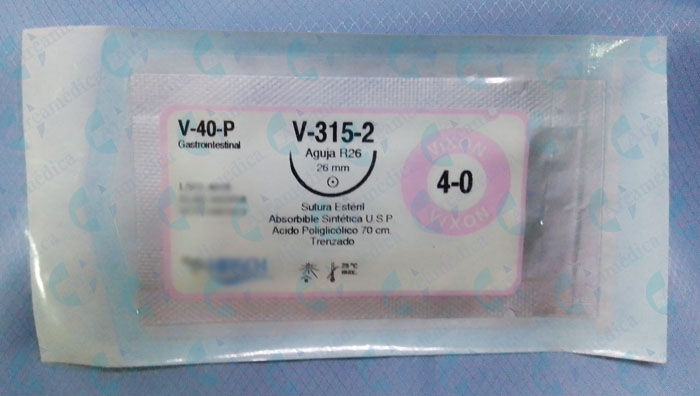 V-40-P
Gastrointestinal
V-315-2
Aguja R26
26 mm
Sutura Estéril
Absorbible Sintética U.S.P
Acido Poliglicólico 70 cm.
Trenzado
25 °C
max.
VIXON
4-0
VIXON